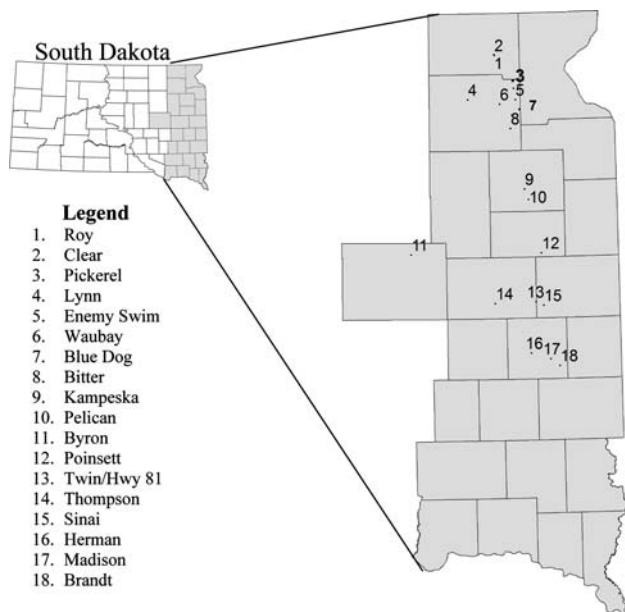 South Dakota
Legend
1. Roy
2. Clear
3. Pickerel
4. Lynn
5. Enemy Swim
6. Waubay
7. Blue Dog
8. Bitter
9. Kampeska
10. Pelican
11. Byron
12. Poinsett
13. Twin/Hwy 81
14. Thompson
15. Sinai
16. Herman
17. Madison
18. Brandt
2
1
3
4
6
5
7
8
9
10
11
12
14
13
15
16
17
18